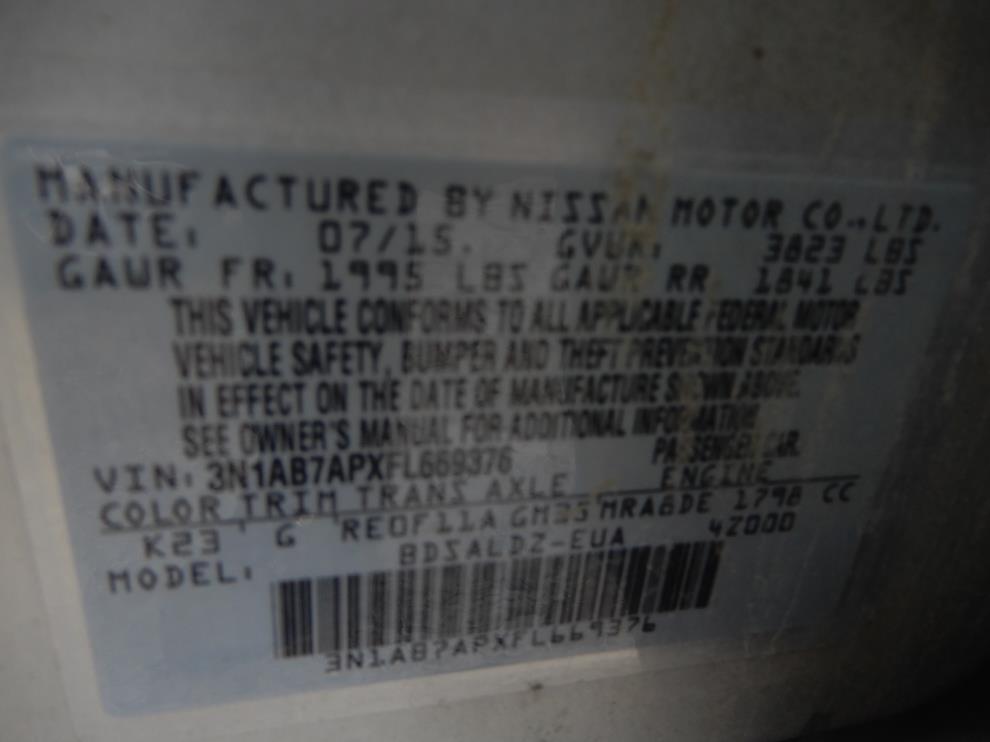 MANUFACTURED BY NISSAN MOTOR CO.,LTD.
DATE: 07/15. GVWR: 3823 LBS
GAWR FR: 1995 LBS GAWR RR 1841 LBS
THIS VEHICLE CONFORMS TO ALL APPLICABLE FEDERAL MOTOR
VEHICLE SAFETY, BUMPER AND THEFT PREVENTION STANDARDS
IN EFFECT ON THE DATE OF MANUFACTURE SHOWN ABOVE.
SEE OWNER'S MANUAL FOR ADDITIONAL INFORMATION.
VIN: 3N1AB7APXFL669376 PASSENGER CAR.
COLOR TRIM TRANS AXLE ENGINE
K23 G RE0F11A GH35 MRA8DE 1798 CC
MODEL: BDSALDZ-EUA 4Z000
3N1AB7APXFL669376